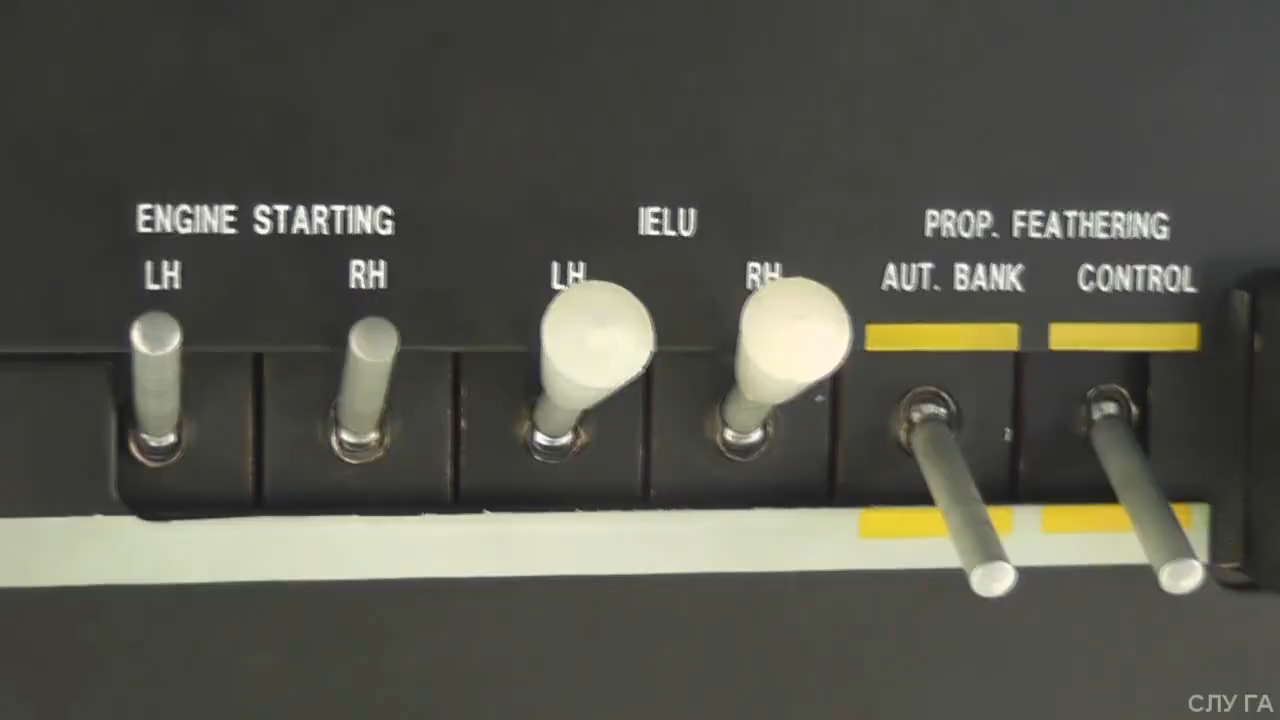 ENGINE STARTING
LH RH
IELU
LH RH
PROP. FEATHERING
AUT. BANK CONTROL
СЛУ ГА